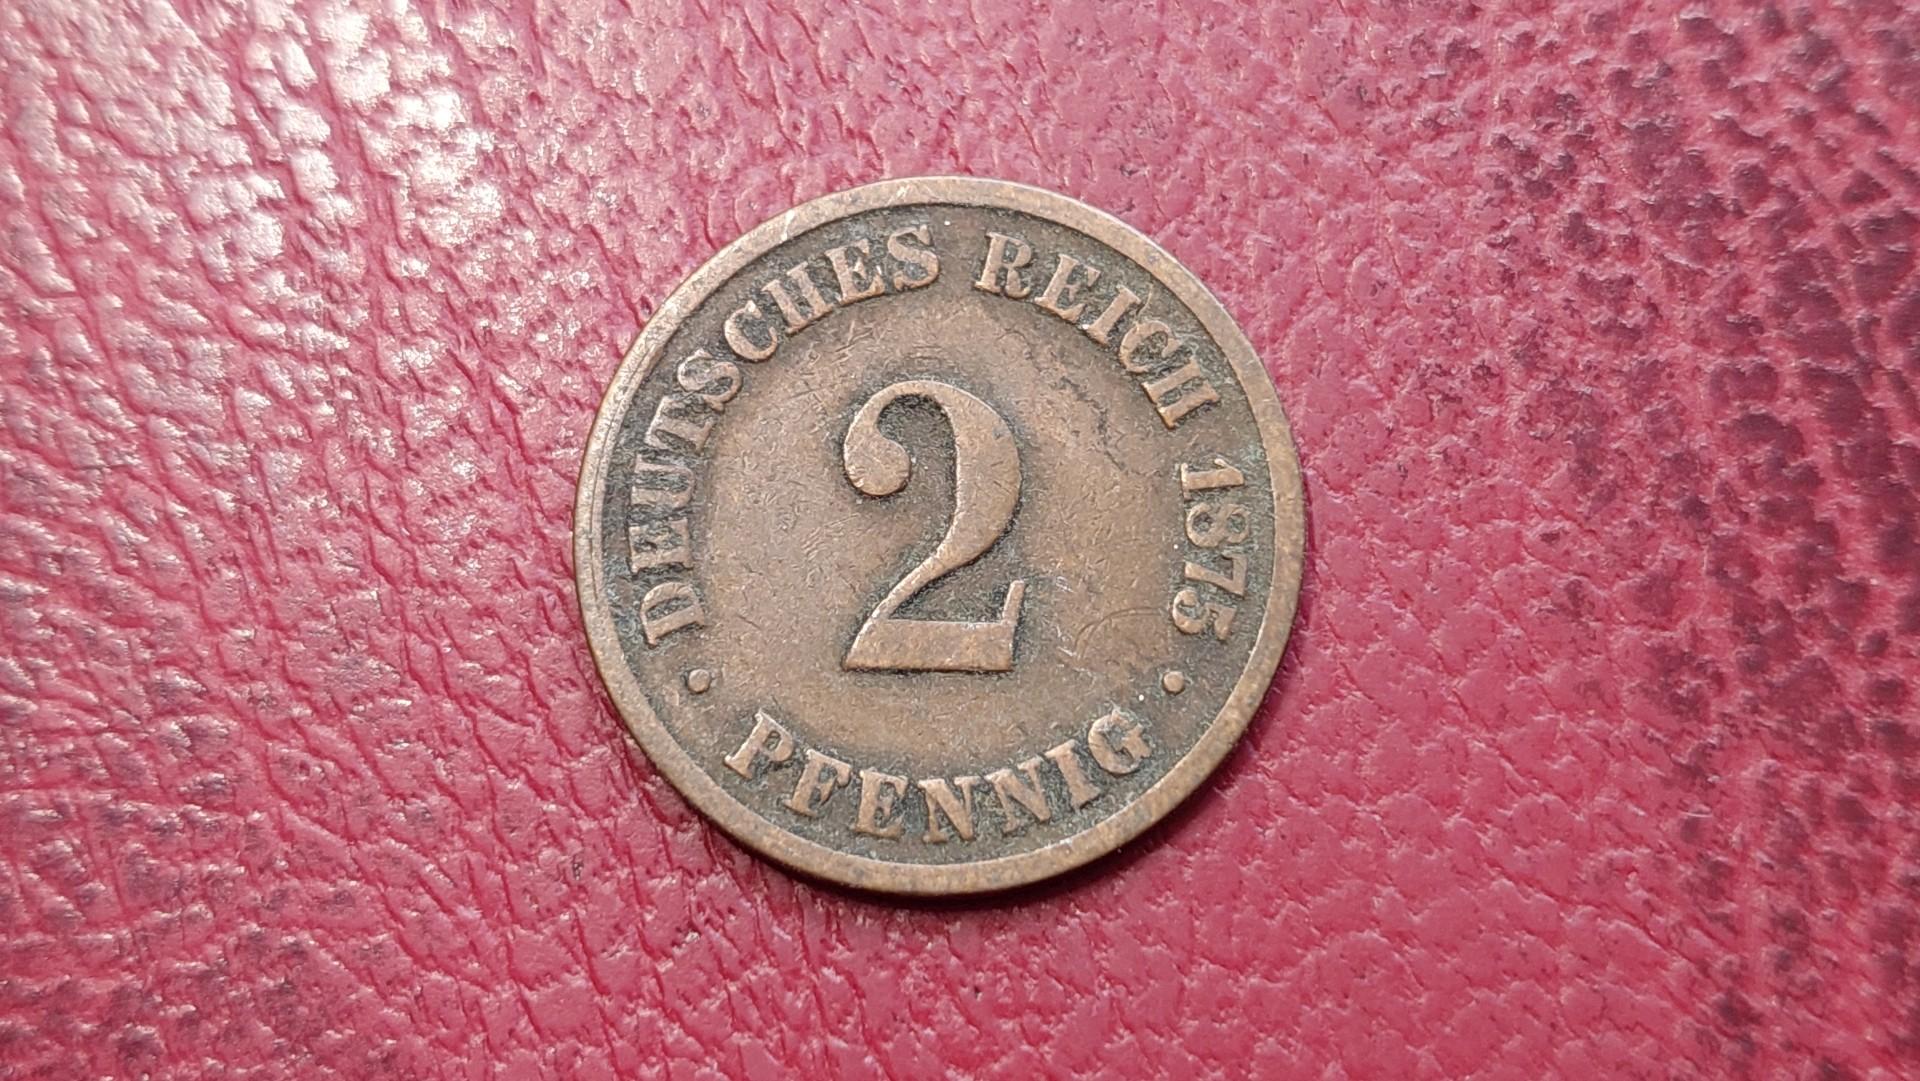 DEUTSCHES REICH 1875
2
· PFENNIG ·